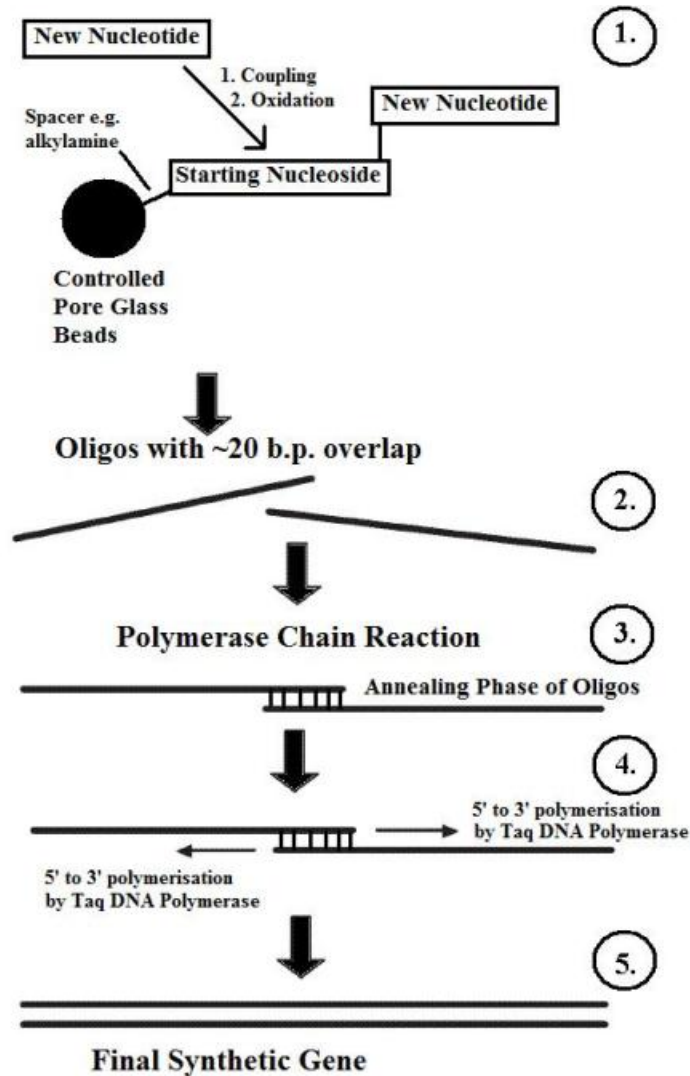 New Nucleotide
1.
1. Coupling
2. Oxidation
New Nucleotide
Spacer e.g.
alkylamine
Starting Nucleoside
Controlled
Pore Glass
Beads
Oligos with ~20 b.p. overlap
2.
Polymerase Chain Reaction
3.
Annealing Phase of Oligos
4.
5' to 3' polymerisation
by Taq DNA Polymerase
5' to 3' polymerisation
by Taq DNA Polymerase
5.
Final Synthetic Gene